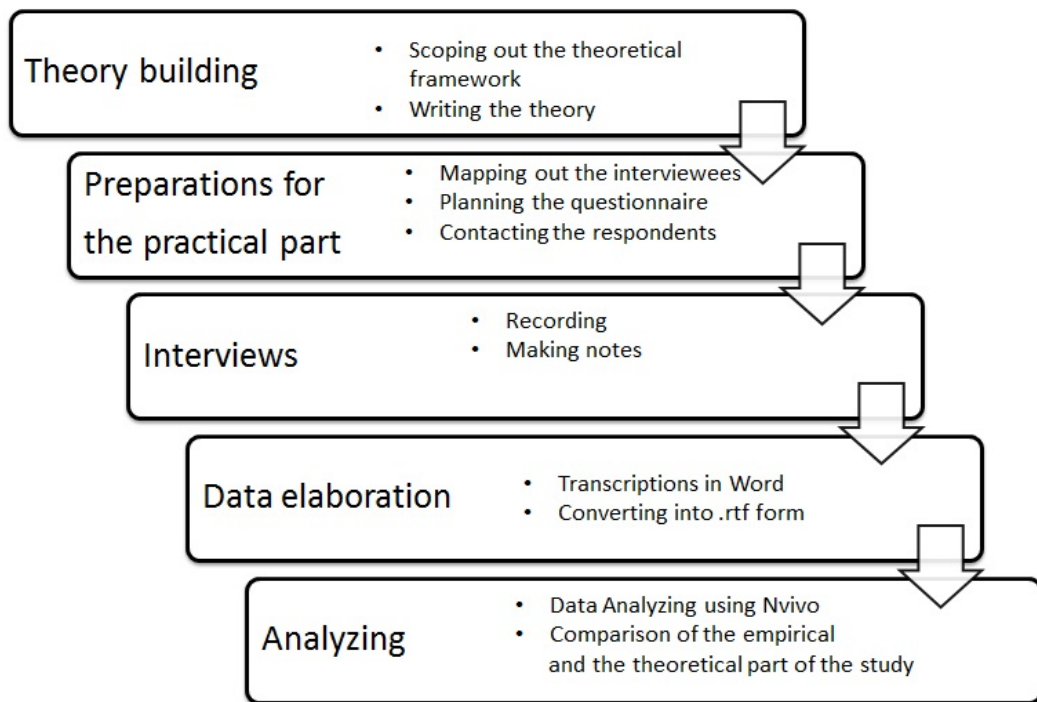 Theory building
• Scoping out the theoretical
framework
• Writing the theory
Preparations for
the practical part
• Mapping out the interviewees
• Planning the questionnaire
• Contacting the respondents
Interviews
• Recording
• Making notes
Data elaboration
• Transcriptions in Word
• Converting into .rtf form
Analyzing
• Data Analyzing using Nvivo
• Comparison of the empirical
and the theoretical part of the study